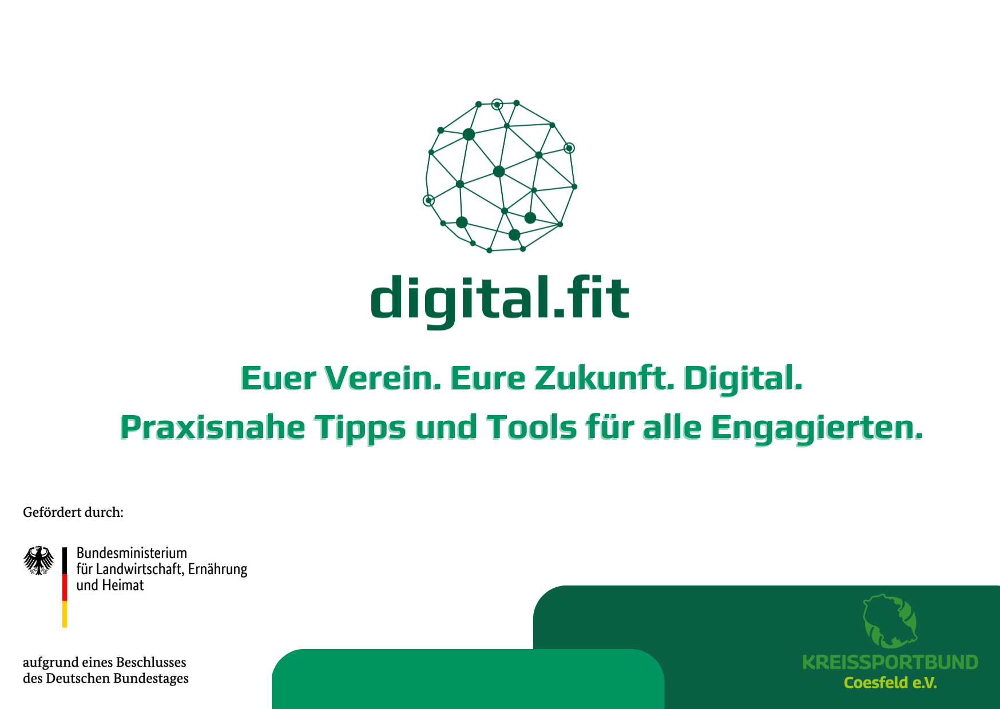 digital.fit
Euer Verein. Eure Zukunft. Digital.
Praxisnahe Tipps und Tools für alle Engagierten.
Gefördert durch:
Bundesministerium
für Landwirtschaft, Ernährung
und Heimat
aufgrund eines Beschlusses
des Deutschen Bundestages
KREISSPORTBUND
Coesfeld e.V.